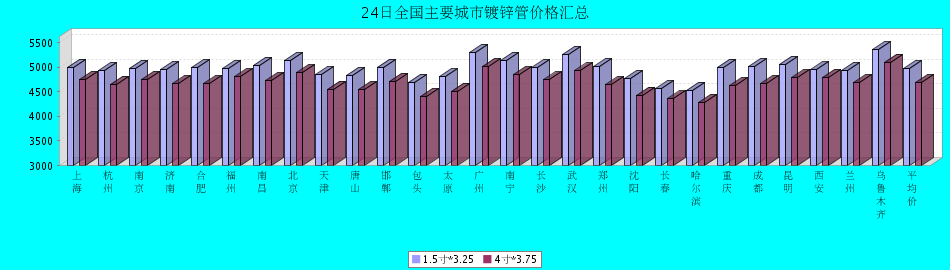 24日全国主要城市镀锌管价格汇总
5500
5000
4500
4000
3500
3000
上海
杭州
南京
济南
合肥
福州
南昌
北京
天津
唐山
邯郸
包头
太原
广州
南宁
长沙
武汉
郑州
沈阳
长春
哈尔滨
重庆
成都
昆明
西安
兰州
乌鲁木齐
平均价
1.5寸*3.25 4寸*3.75